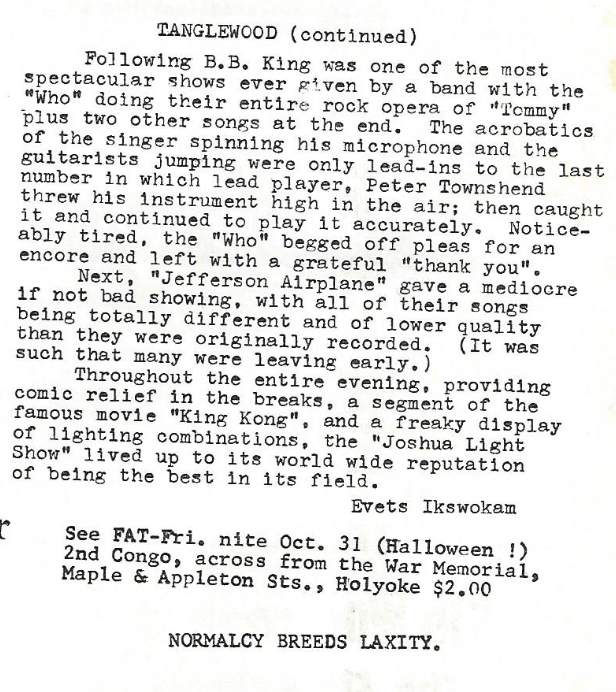 TANGLEWOOD (continued)
Following B.B. King was one of the most
spectacular shows ever given by a band with the
"Who" doing their entire rock opera of "Tommy"
plus two other songs at the end. The acrobatics
of the singer spinning his microphone and the
guitarists jumping were only lead-ins to the last
number in which lead player, Peter Townshend
threw his instrument high in the air; then caught
it and continued to play it accurately. Notice-
ably tired, the "Who" begged off pleas for an
encore and left with a grateful "thank you".
Next, "Jefferson Airplane" gave a mediocre
if not bad showing, with all of their songs
being totally different and of lower quality
than they were originally recorded. (It was
such that many were leaving early.)
Throughout the entire evening, providing
comic relief in the breaks, a segment of the
famous movie "King Kong", and a freaky display
of lighting combinations, the "Joshua Light
Show" lived up to its world wide reputation
of being the best in its field.
Evets Ikswokam
r
See FAT-Fri. nite Oct. 31 (Halloween !)
2nd Congo, across from the War Memorial,
Maple & Appleton Sts., Holyoke $2.00
NORMALCY BREEDS LAXITY.